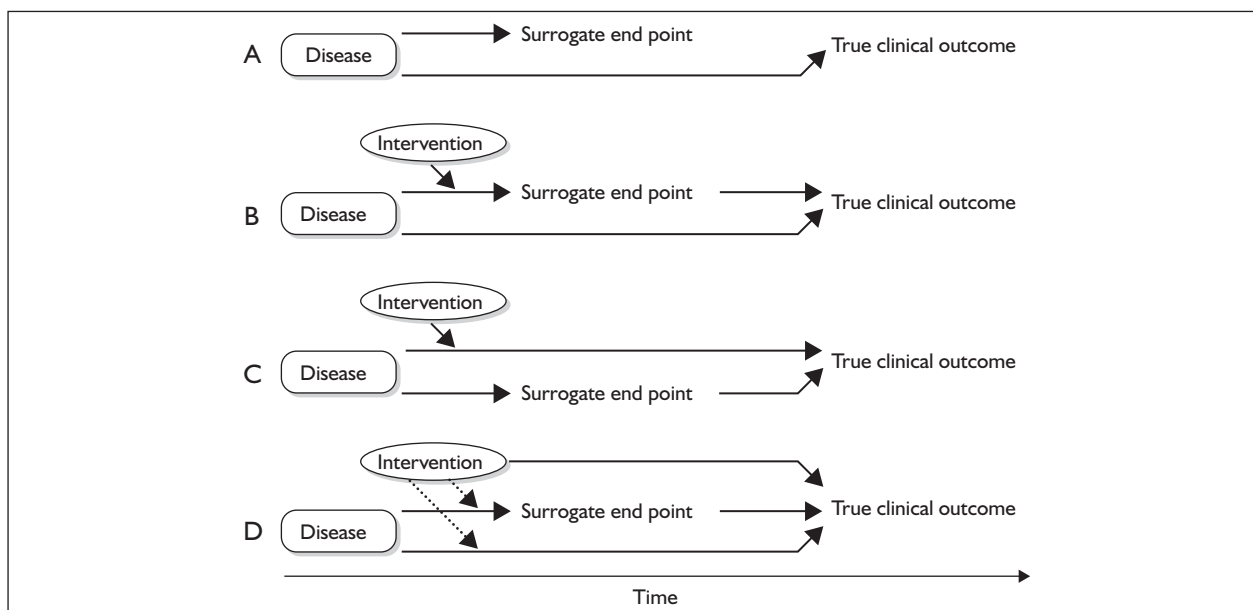 Surrogate end point
A
Disease
True clinical outcome
Intervention
Surrogate end point
B
Disease
True clinical outcome
Intervention
C
Disease
True clinical outcome
Surrogate end point
Intervention
Surrogate end point
True clinical outcome
D
Disease
Time